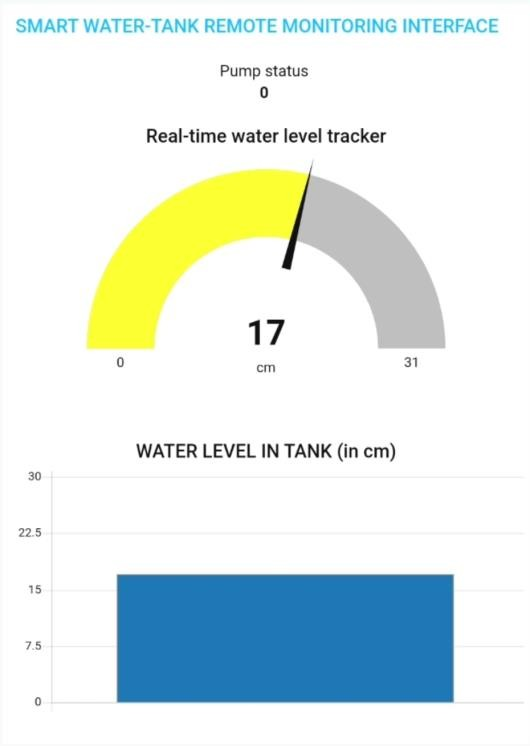 SMART WATER-TANK REMOTE MONITORING INTERFACE
Pump status
0
Real-time water level tracker
17
0
cm
31
WATER LEVEL IN TANK (in cm)
30
22.5
15
7.5
0